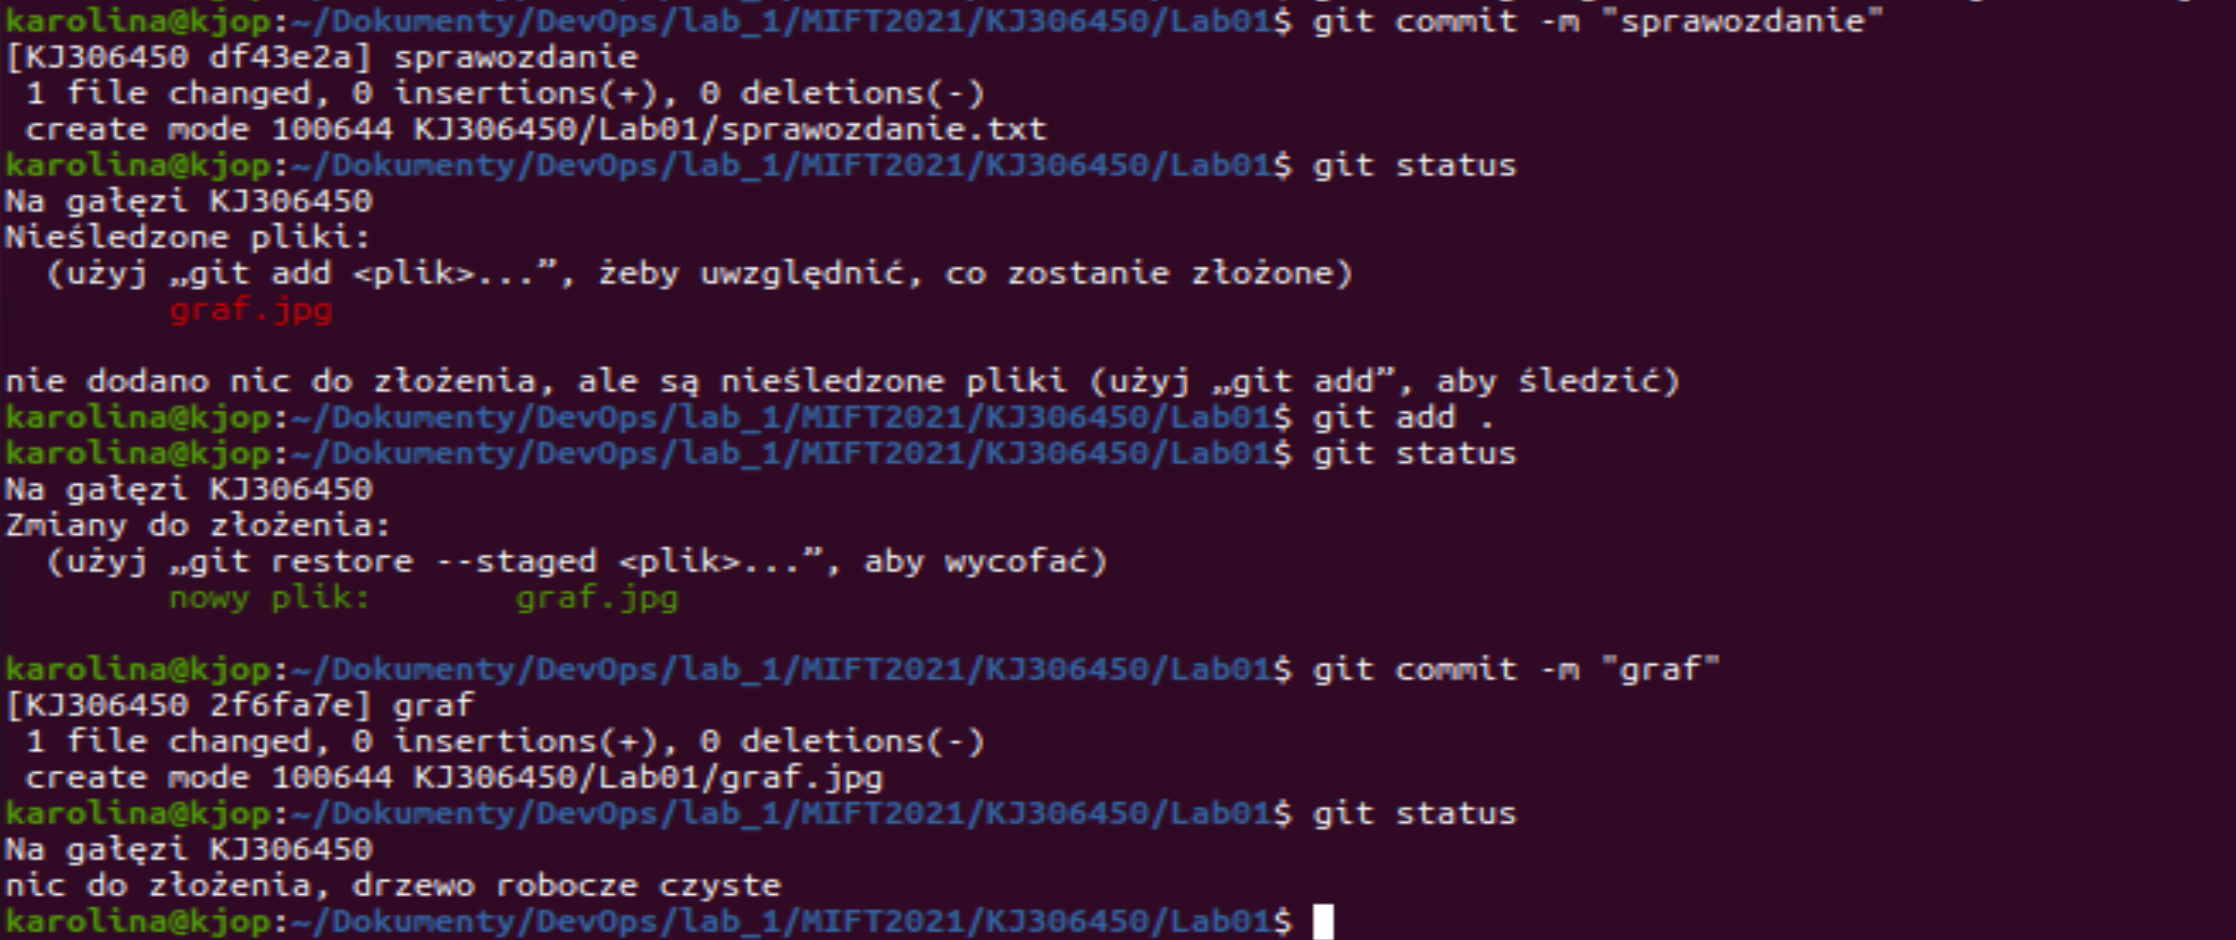 karolina@kjop:~/Dokumenty/DevOps/lab_1/MIFT2021/KJ306450/Lab01$ git commit -m "sprawozdanie"
[KJ306450 df43e2a] sprawozdanie
 1 file changed, 0 insertions(+), 0 deletions(-)
 create mode 100644 KJ306450/Lab01/sprawozdanie.txt
karolina@kjop:~/Dokumenty/DevOps/lab_1/MIFT2021/KJ306450/Lab01$ git status
Na gałęzi KJ306450
Nieśledzone pliki:
  (użyj „git add <plik>...”, żeby uwzględnić, co zostanie złożone)
        graf.jpg
nie dodano nic do złożenia, ale są nieśledzone pliki (użyj „git add”, aby śledzić)
karolina@kjop:~/Dokumenty/DevOps/lab_1/MIFT2021/KJ306450/Lab01$ git add .
karolina@kjop:~/Dokumenty/DevOps/lab_1/MIFT2021/KJ306450/Lab01$ git status
Na gałęzi KJ306450
Zmiany do złożenia:
  (użyj „git restore --staged <plik>...”, aby wycofać)
        nowy plik:       graf.jpg
karolina@kjop:~/Dokumenty/DevOps/lab_1/MIFT2021/KJ306450/Lab01$ git commit -m "graf"
[KJ306450 2f6fa7e] graf
 1 file changed, 0 insertions(+), 0 deletions(-)
 create mode 100644 KJ306450/Lab01/graf.jpg
karolina@kjop:~/Dokumenty/DevOps/lab_1/MIFT2021/KJ306450/Lab01$ git status
Na gałęzi KJ306450
nic do złożenia, drzewo robocze czyste
karolina@kjop:~/Dokumenty/DevOps/lab_1/MIFT2021/KJ306450/Lab01$